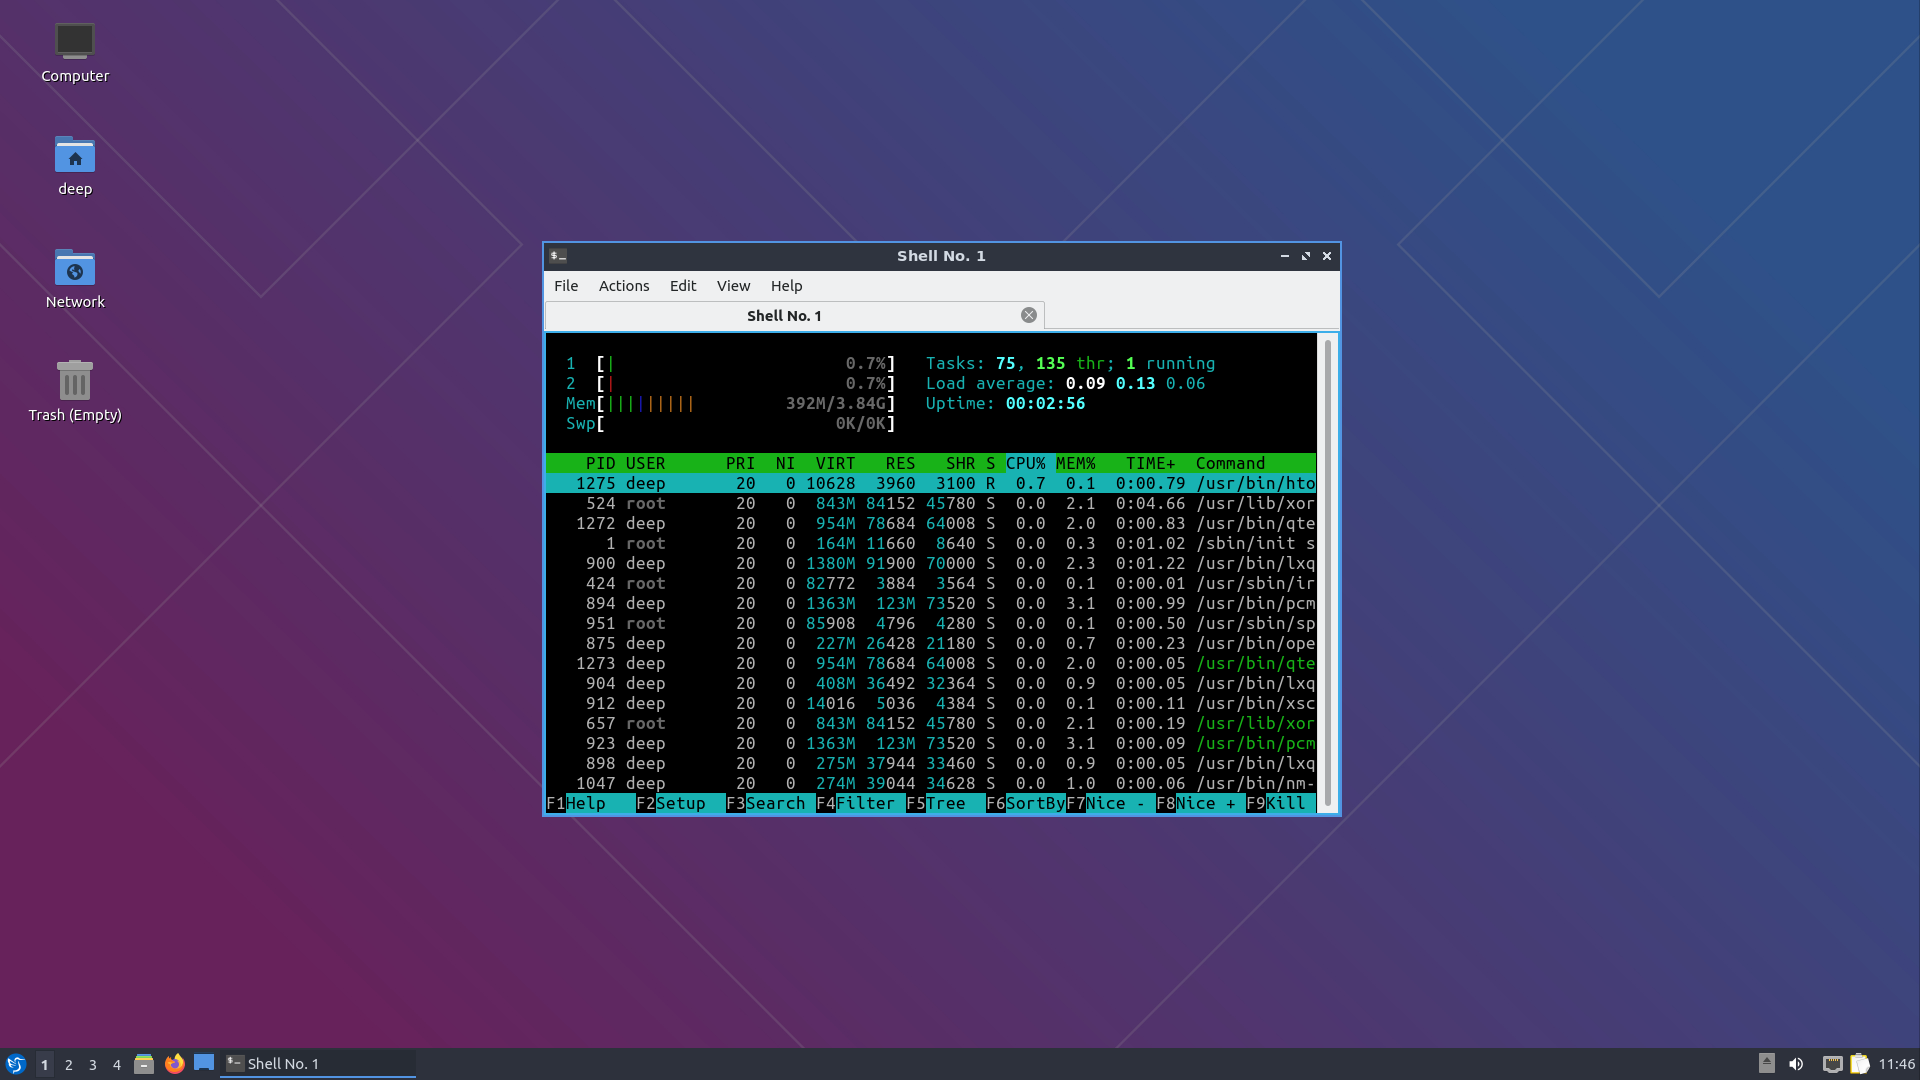 Computer
deep
Network
Trash (Empty)
Shell No. 1
File Actions Edit View Help
Shell No. 1
1 [| 0.7%] Tasks: 75, 135 thr; 1 running
2 [| 0.7%] Load average: 0.09 0.13 0.06
Mem[||||||||| 392M/3.84G] Uptime: 00:02:56
Swp[ 0K/0K]
PID USER PRI NI VIRT RES SHR S CPU% MEM% TIME+ Command
1275 deep 20 0 10628 3960 3100 R 0.7 0.1 0:00.79 /usr/bin/hto
524 root 20 0 843M 84152 45780 S 0.0 2.1 0:04.66 /usr/lib/xor
1272 deep 20 0 954M 78684 64008 S 0.0 2.0 0:00.83 /usr/bin/qte
1 root 20 0 164M 11660 8640 S 0.0 0.3 0:01.02 /sbin/init s
900 deep 20 0 1380M 91900 70000 S 0.0 2.3 0:01.22 /usr/bin/lxq
424 root 20 0 82772 3884 3564 S 0.0 0.1 0:00.01 /usr/sbin/ir
894 deep 20 0 1363M 123M 73520 S 0.0 3.1 0:00.99 /usr/bin/pcm
951 root 20 0 85908 4796 4280 S 0.0 0.1 0:00.50 /usr/sbin/sp
875 deep 20 0 227M 26428 21180 S 0.0 0.7 0:00.23 /usr/bin/ope
1273 deep 20 0 954M 78684 64008 S 0.0 2.0 0:00.05 /usr/bin/qte
904 deep 20 0 408M 36492 32364 S 0.0 0.9 0:00.05 /usr/bin/lxq
912 deep 20 0 14016 5036 4384 S 0.0 0.1 0:00.11 /usr/bin/xsc
657 root 20 0 843M 84152 45780 S 0.0 2.1 0:00.19 /usr/lib/xor
923 deep 20 0 1363M 123M 73520 S 0.0 3.1 0:00.09 /usr/bin/pcm
898 deep 20 0 275M 37944 33460 S 0.0 0.9 0:00.05 /usr/bin/lxq
1047 deep 20 0 274M 39044 34628 S 0.0 1.0 0:00.06 /usr/bin/nm-
F1Help F2Setup F3Search F4Filter F5Tree F6SortByF7Nice - F8Nice + F9Kill
1 2 3 4 Shell No. 1 11:46